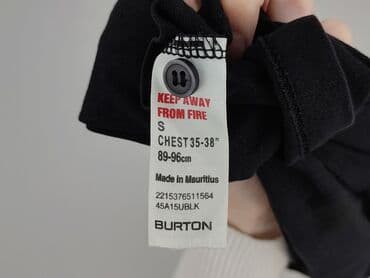 KEEP AWAY
FROM FIRE
S
CHEST 35-38"
89-96cm
Made in Mauritius
2215376511564
45A15UBLK
BURTON